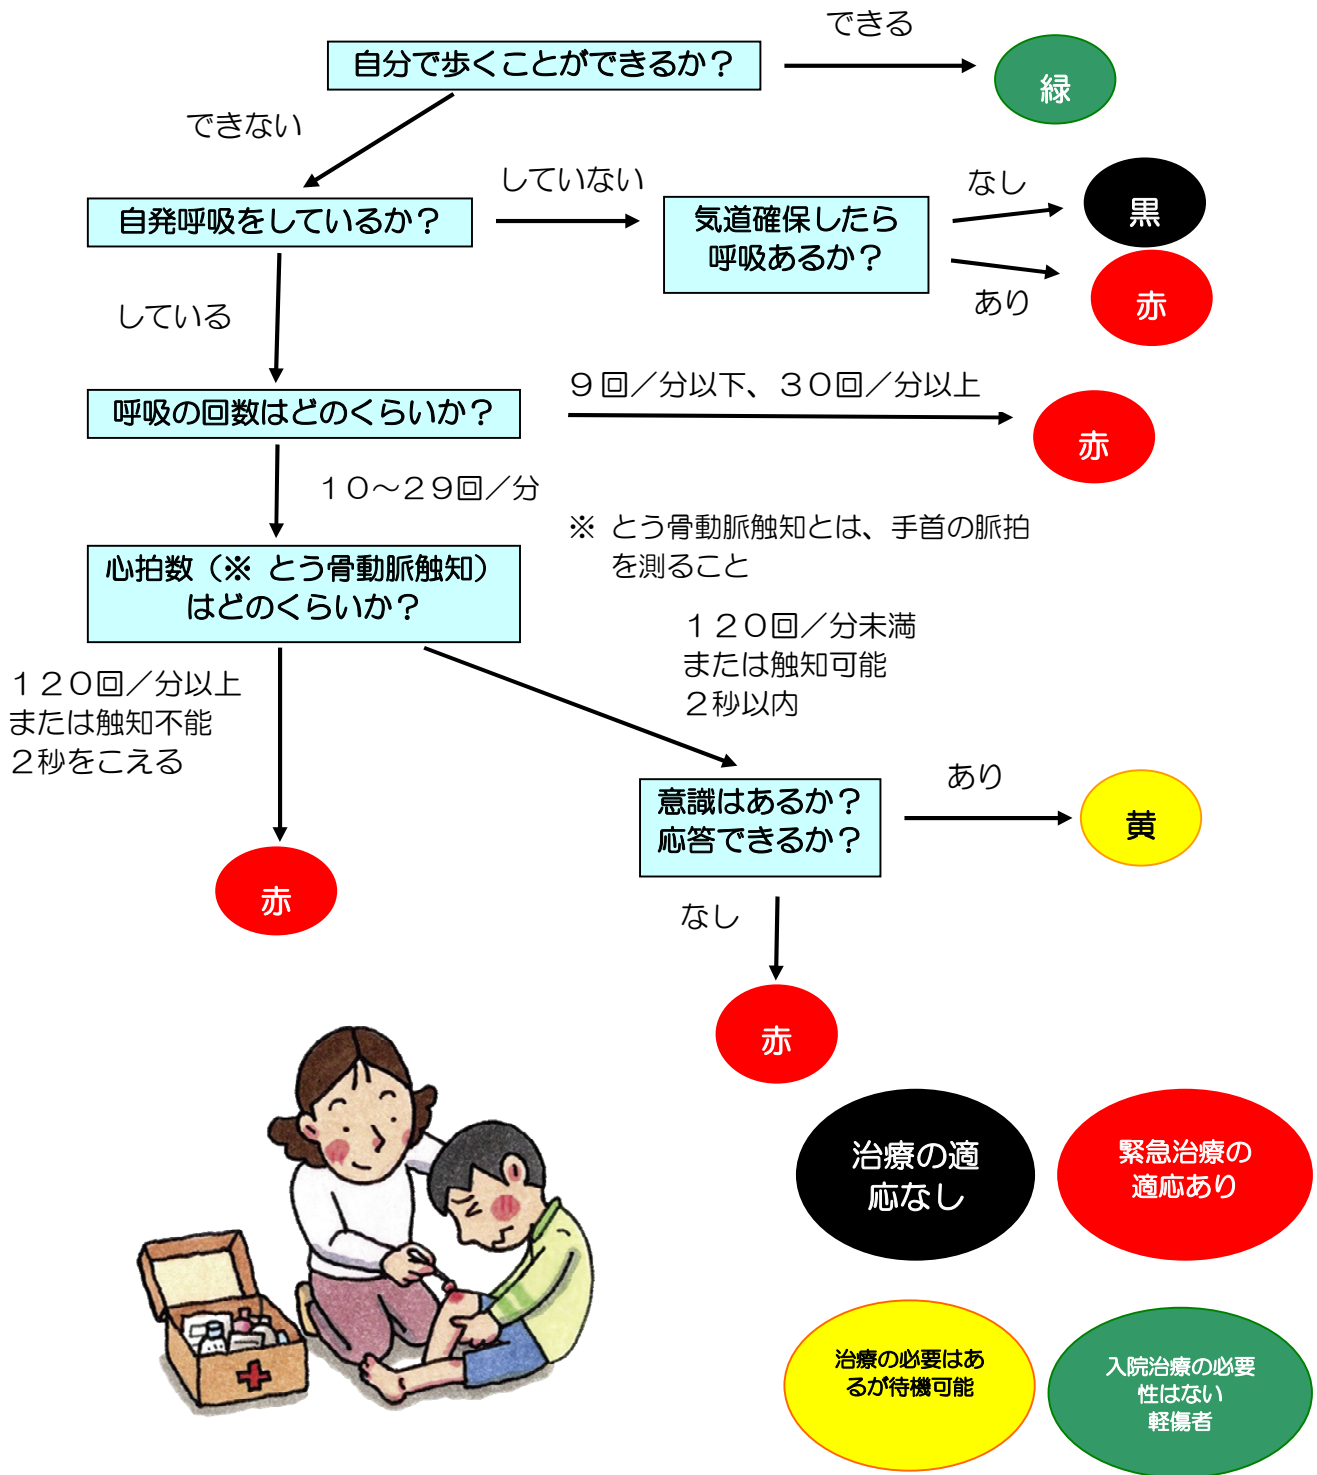 できる
自分で歩くことができるか？
緑
できない
していない
なし
自発呼吸をしているか？
気道確保したら
呼吸あるか？
黒
あり
赤
している
９回／分以下、３０回／分以上
呼吸の回数はどのくらいか？
赤
１０～２９回／分
※ とう骨動脈触知とは、手首の脈拍
を測ること
心拍数（※ とう骨動脈触知）
はどのくらいか？
１２０回／分未満
または触知可能
２秒以内
１２０回／分以上
または触知不能
２秒をこえる
意識はあるか？
応答できるか？
あり
黄
赤
なし
赤
治療の適
応なし
緊急治療の
適応あり
治療の必要はあ
るが待機可能
入院治療の必要
性はない
軽傷者